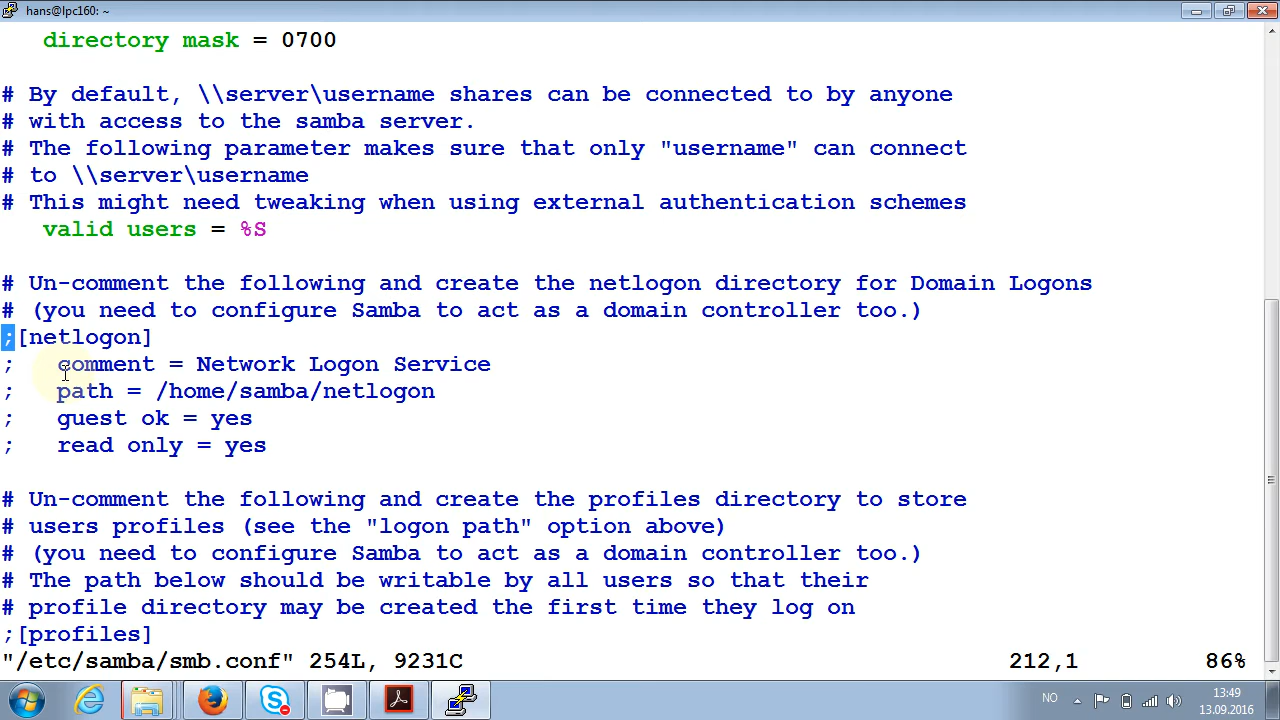 hans@lpc160: ~
directory mask = 0700
# By default, \\server\username shares can be connected to by anyone
# with access to the samba server.
# The following parameter makes sure that only "username" can connect
# to \\server\username
# This might need tweaking when using external authentication schemes
valid users = %S
# Un-comment the following and create the netlogon directory for Domain Logons
# (you need to configure Samba to act as a domain controller too.)
;[netlogon]
;   comment = Network Logon Service
;   path = /home/samba/netlogon
;   guest ok = yes
;   read only = yes
# Un-comment the following and create the profiles directory to store
# users profiles (see the "logon path" option above)
# (you need to configure Samba to act as a domain controller too.)
# The path below should be writable by all users so that their
# profile directory may be created the first time they log on
;[profiles]
"/etc/samba/smb.conf" 254L, 9231C 212,1 86%
NO
13:49
13.09.2016